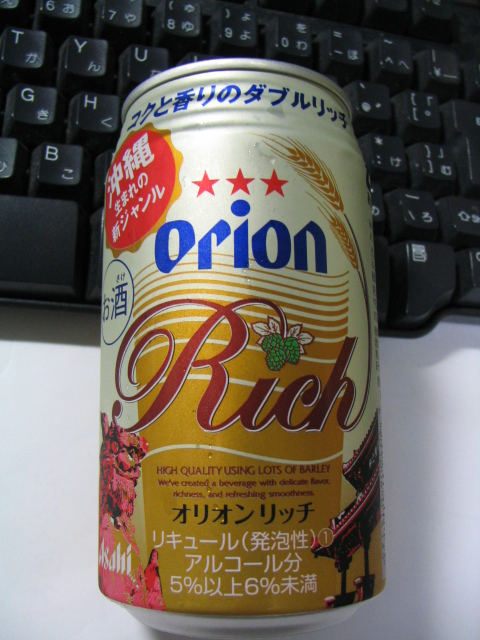 コクと香りのダブルリッチ
沖縄
生まれの
新ジャンル
orion
さけ
お酒
Rich
HIGH QUALITY USING LOTS OF BARLEY
We've created a beverage with delicate flavor,
richness, and refreshing smoothness.
オリオンリッチ
リキュール(発泡性)①
アルコール分
5%以上6%未満
Asahi
T
Y
U
G
H
B